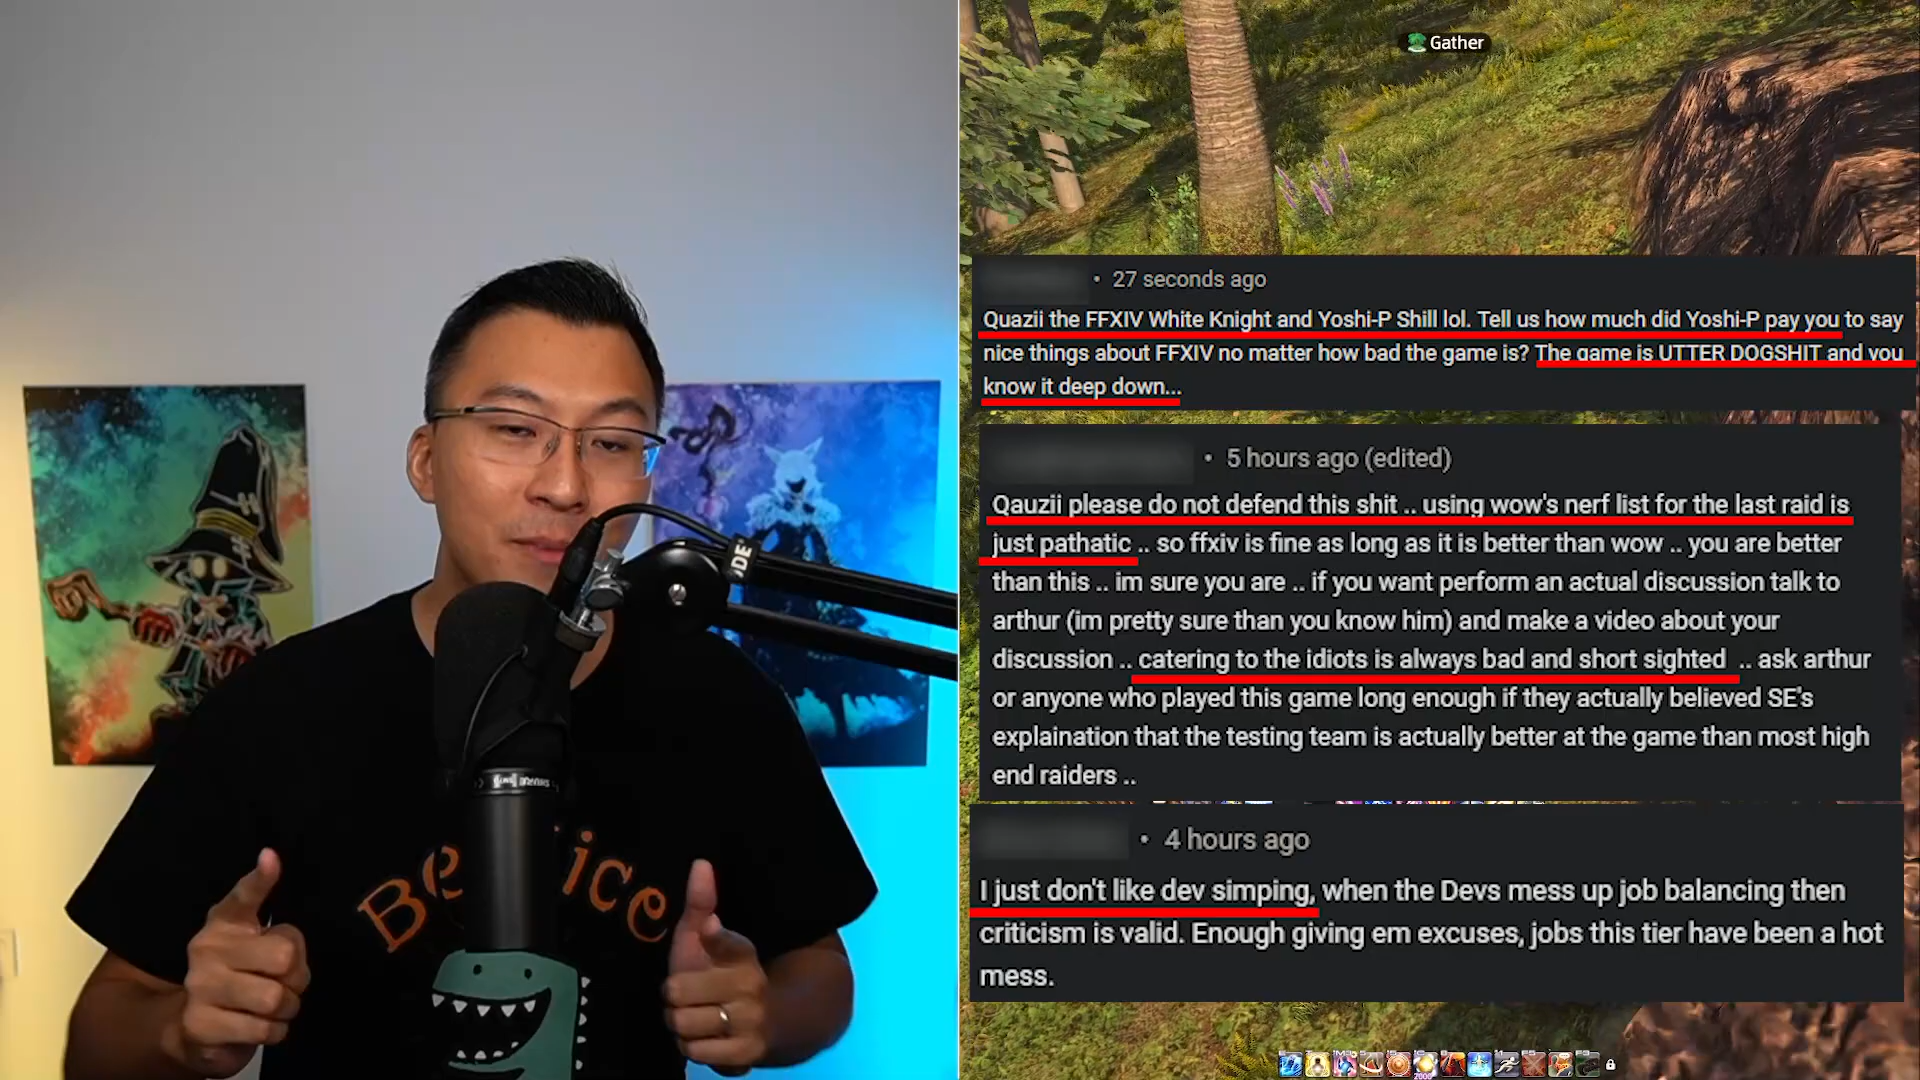 Gather
• 27 seconds ago
Quazii the FFXIV White Knight and Yoshi-P Shill lol. Tell us how much did Yoshi-P pay you to say
nice things about FFXIV no matter how bad the game is? The game is UTTER DOGSHIT and you
know it deep down...
• 5 hours ago (edited)
Qauzii please do not defend this shit .. using wow's nerf list for the last raid is
just pathatic .. so ffxiv is fine as long as it is better than wow .. you are better
than this .. im sure you are .. if you want perform an actual discussion talk to
arthur (im pretty sure than you know him) and make a video about your
discussion .. catering to the idiots is always bad and short sighted .. ask arthur
or anyone who played this game long enough if they actually believed SE's
explaination that the testing team is actually better at the game than most high
end raiders ..
• 4 hours ago
I just don't like dev simping, when the Devs mess up job balancing then
criticism is valid. Enough giving em excuses, jobs this tier have been a hot
mess.
Be ice